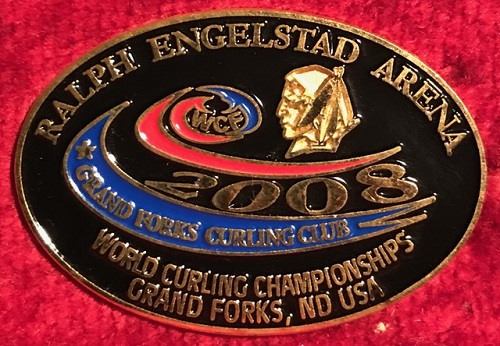 RALPH ENGELSTAD ARENA
WCF
2008
GRAND FORKS CURLING CLUB
WORLD CURLING CHAMPIONSHIPS
GRAND FORKS, ND USA